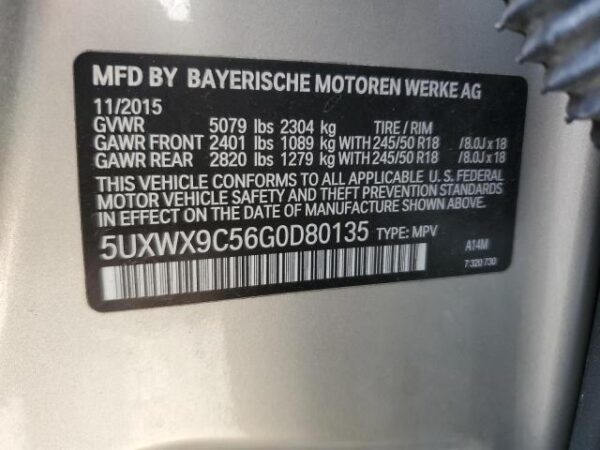 MFD BY BAYERISCHE MOTOREN WERKE AG
11/2015
GVWR 5079 lbs 2304 kg TIRE / RIM
GAWR FRONT 2401 lbs 1089 kg WITH 245/50 R18 /8.0J x 18
GAWR REAR 2820 lbs 1279 kg WITH 245/50 R18 /8.0J x 18
THIS VEHICLE CONFORMS TO ALL APPLICABLE U. S. FEDERAL
MOTOR VEHICLE SAFETY AND THEFT PREVENTION STANDARDS
IN EFFECT ON THE DATE OF MANUFACTURE SHOWN ABOVE.
5UXWX9C56G0D80135 TYPE: MPV A14M
7 320 730